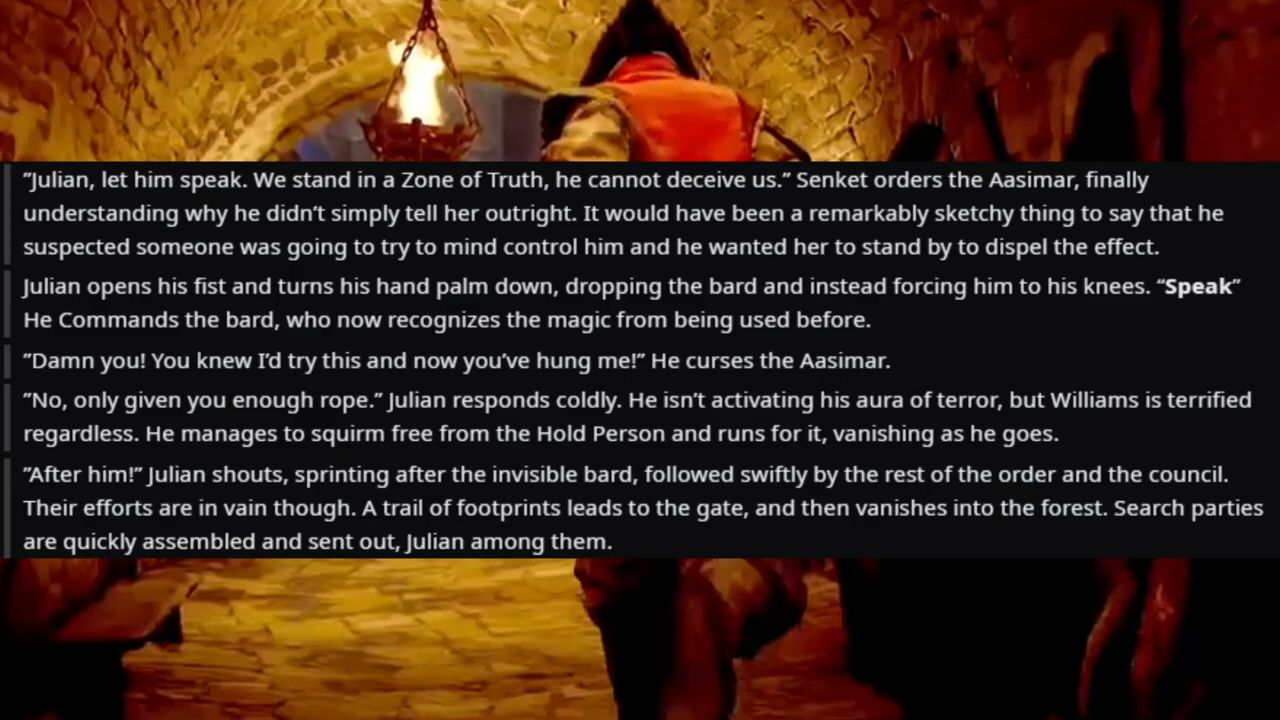 ”Julian, let him speak. We stand in a Zone of Truth, he cannot deceive us.” Senket orders the Aasimar, finally
understanding why he didn’t simply tell her outright. It would have been a remarkably sketchy thing to say that he
suspected someone was going to try to mind control him and he wanted her to stand by to dispel the effect.
Julian opens his fist and turns his hand palm down, dropping the bard and instead forcing him to his knees. “Speak”
He Commands the bard, who now recognizes the magic from being used before.
”Damn you! You knew I’d try this and now you’ve hung me!” He curses the Aasimar.
”No, only given you enough rope.” Julian responds coldly. He isn’t activating his aura of terror, but Williams is terrified
regardless. He manages to squirm free from the Hold Person and runs for it, vanishing as he goes.
”After him!” Julian shouts, sprinting after the invisible bard, followed swiftly by the rest of the order and the council.
Their efforts are in vain though. A trail of footprints leads to the gate, and then vanishes into the forest. Search parties
are quickly assembled and sent out, Julian among them.